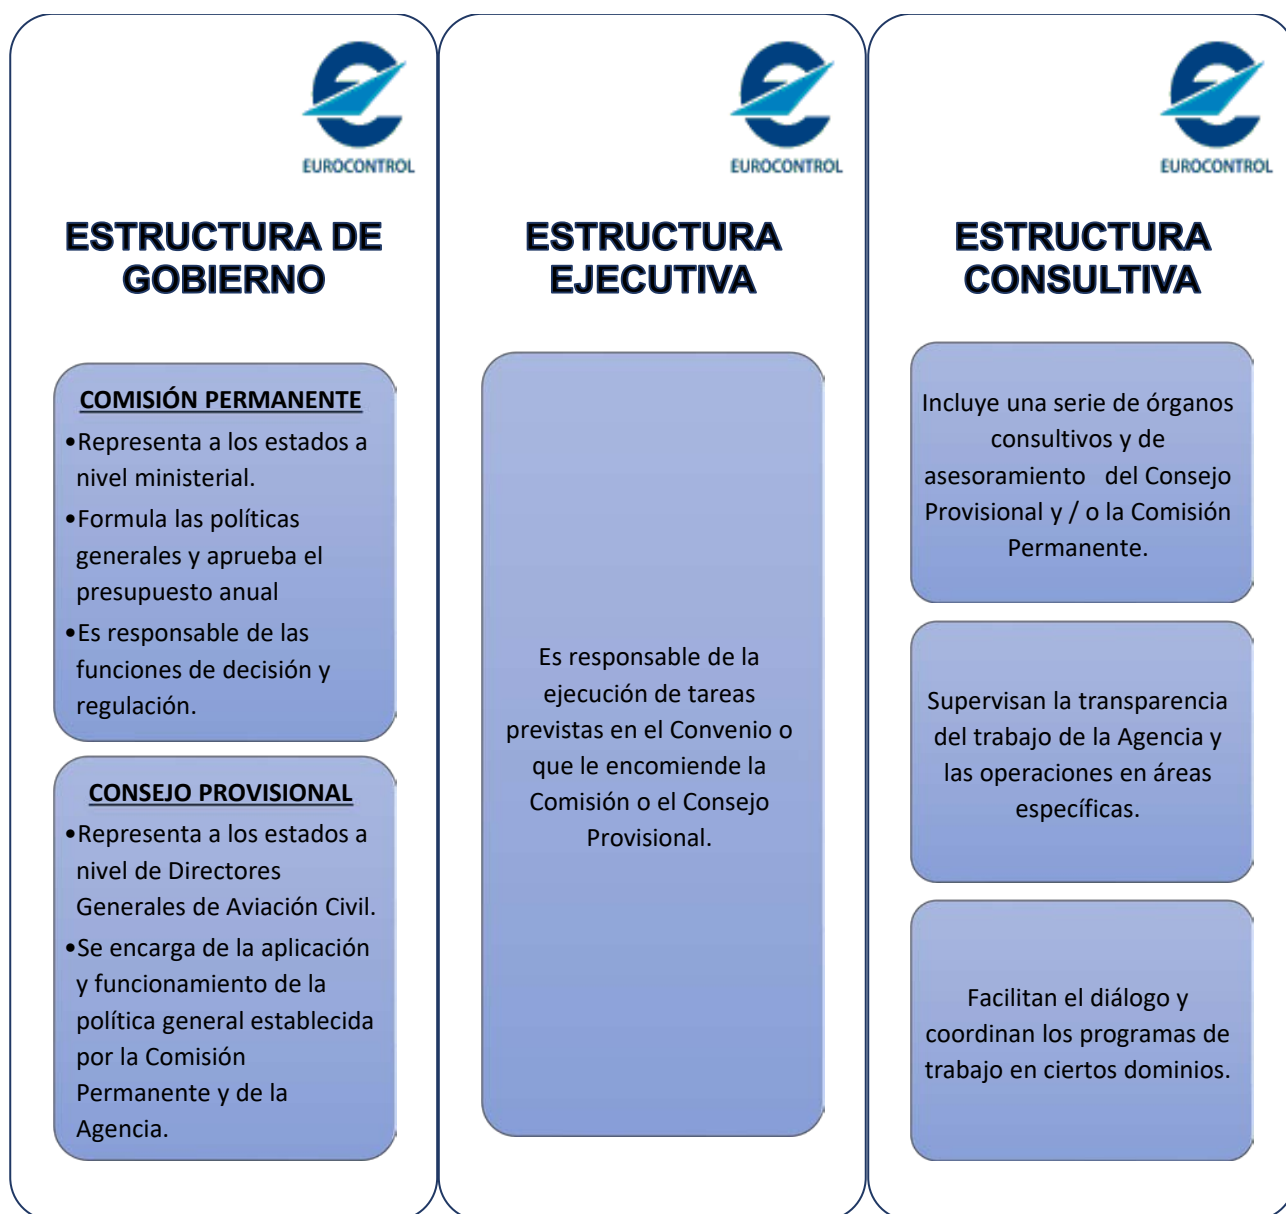 EUROCONTROL
ESTRUCTURA DE
GOBIERNO
COMISIÓN PERMANENTE
•Representa a los estados a
nivel ministerial.
•Formula las políticas
generales y aprueba el
presupuesto anual
•Es responsable de las
funciones de decisión y
regulación.
CONSEJO PROVISIONAL
•Representa a los estados a
nivel de Directores
Generales de Aviación Civil.
•Se encarga de la aplicación
y funcionamiento de la
política general establecida
por la Comisión
Permanente y de la
Agencia.
EUROCONTROL
ESTRUCTURA
EJECUTIVA
Es responsable de la
ejecución de tareas
previstas en el Convenio o
que le encomiende la
Comisión o el Consejo
Provisional.
EUROCONTROL
ESTRUCTURA
CONSULTIVA
Incluye una serie de órganos
consultivos y de
asesoramiento del Consejo
Provisional y / o la Comisión
Permanente.
Supervisan la transparencia
del trabajo de la Agencia y
las operaciones en áreas
específicas.
Facilitan el diálogo y
coordinan los programas de
trabajo en ciertos dominios.